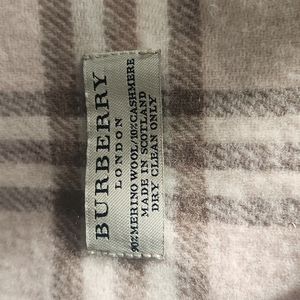 BURBERRY
LONDON
90%MERINO WOOL/10%CASHMERE
MADE IN SCOTLAND
DRY CLEAN ONLY